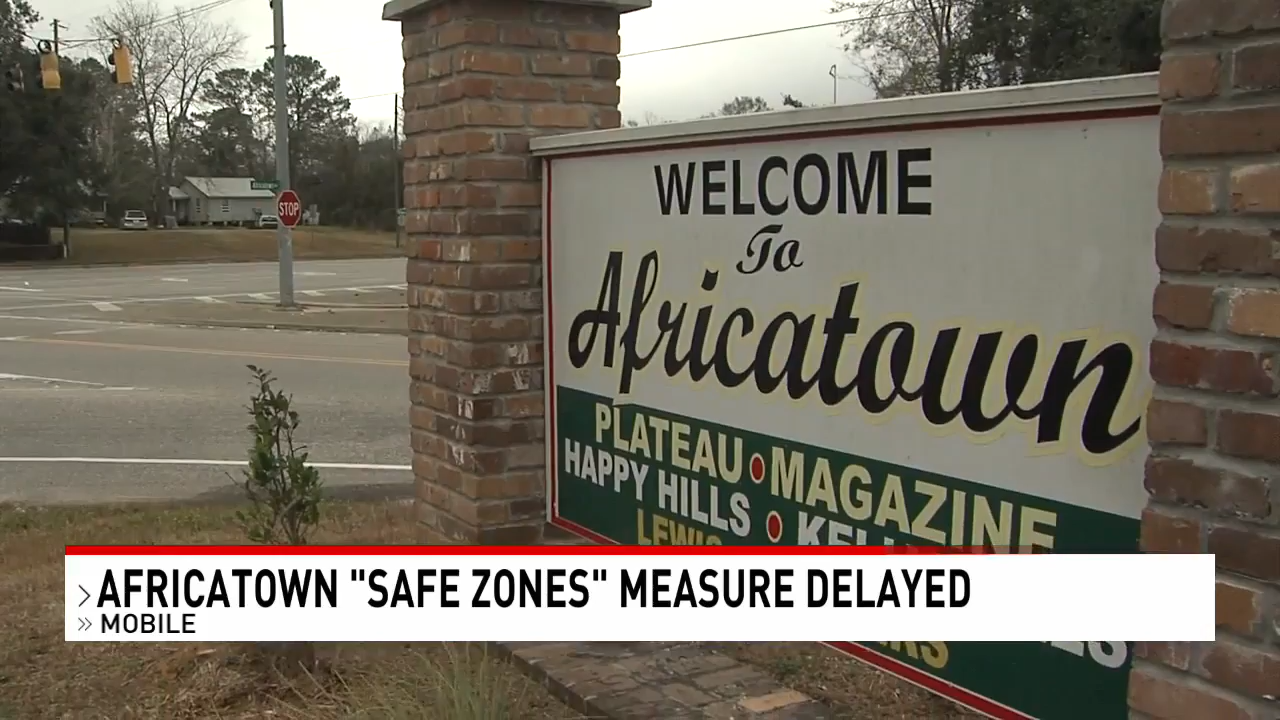 STOP
WELCOME
To
Africatown
PLATEAU • MAGAZINE
HAPPY HILLS •
AFRICATOWN "SAFE ZONES" MEASURE DELAYED
MOBILE